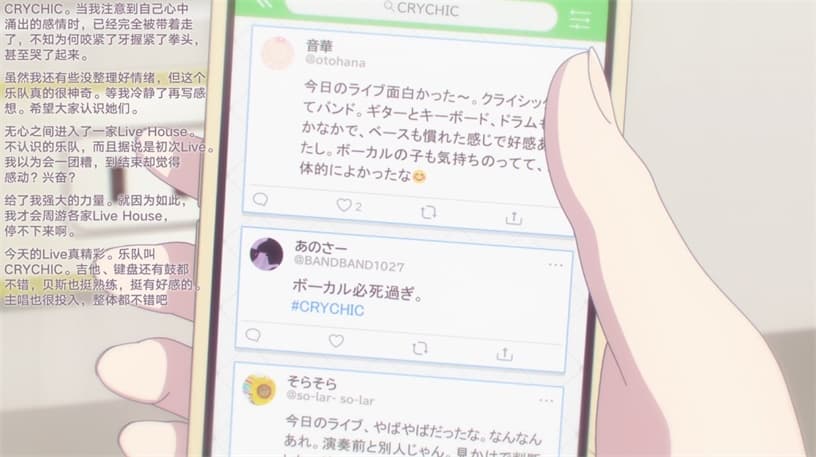 CRYCHIC。当我注意到自己心中
涌出的感情时，已经完全被带着走
了，不知为何咬紧了牙握紧了拳头，
甚至哭了起来。
虽然我还有些没整理好情绪，但这个
乐队真的很神奇。等我冷静了再写感
想。希望大家认识她们。
无心之间进入了一家Live House。
不认识的乐队，而且据说是初次Live。
我以为会一团糟，到结束却觉得
感动？兴奋？
给了我强大的力量。就因为如此，
我才会周游各家Live House，
停不下来啊。
今天的Live真精彩。乐队叫
CRYCHIC。吉他、键盘还有鼓都
不错，贝斯也挺熟练，挺有好感的。
主唱也很投入，整体都不错吧
CRYCHIC
音華
@otohana
今日のライブ面白かった〜。クライシック
てバンド。ギターとキーボード、ドラムも
かなかで、ベースも慣れた感じで好感あ
たし。ボーカルの子も気持ちのってて、
体的によかったな😊
2
あのさー
@BANDBAND1027
ボーカル必死過ぎ。
#CRYCHIC
そらそら
@so-lar- so-lar
今日のライブ、やばやばだったな。なんなん
あれ。演奏前と別人じゃん。見かけで判断